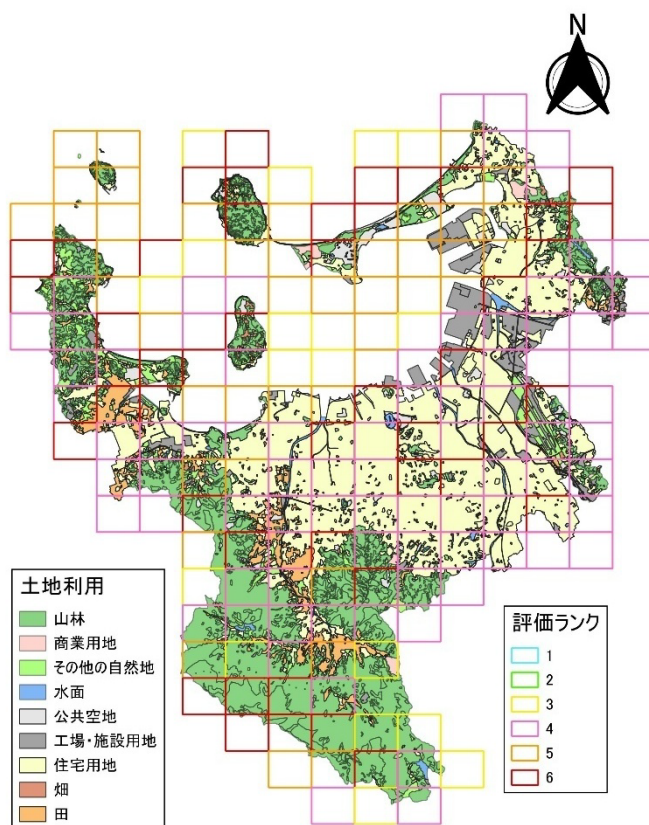 N
土地利用
山林
商業用地
その他の自然地
水面
公共空地
工場・施設用地
住宅用地
畑
田
評価ランク
1
2
3
4
5
6